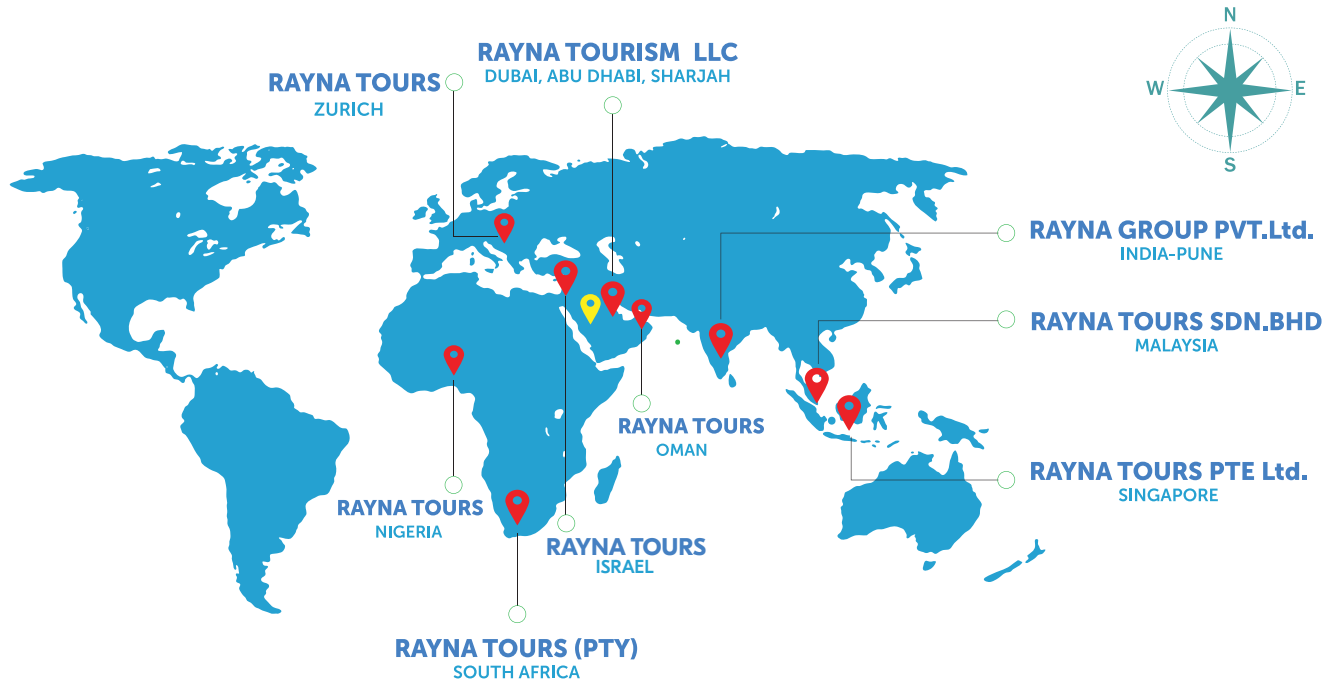 RAYNA TOURISM LLC
DUBAI, ABU DHABI, SHARJAH
RAYNA TOURS
ZURICH
N
W
E
S
RAYNA GROUP PVT.Ltd.
INDIA-PUNE
RAYNA TOURS SDN.BHD
MALAYSIA
RAYNA TOURS
OMAN
RAYNA TOURS PTE Ltd.
SINGAPORE
RAYNA TOURS
NIGERIA
RAYNA TOURS
ISRAEL
RAYNA TOURS (PTY)
SOUTH AFRICA